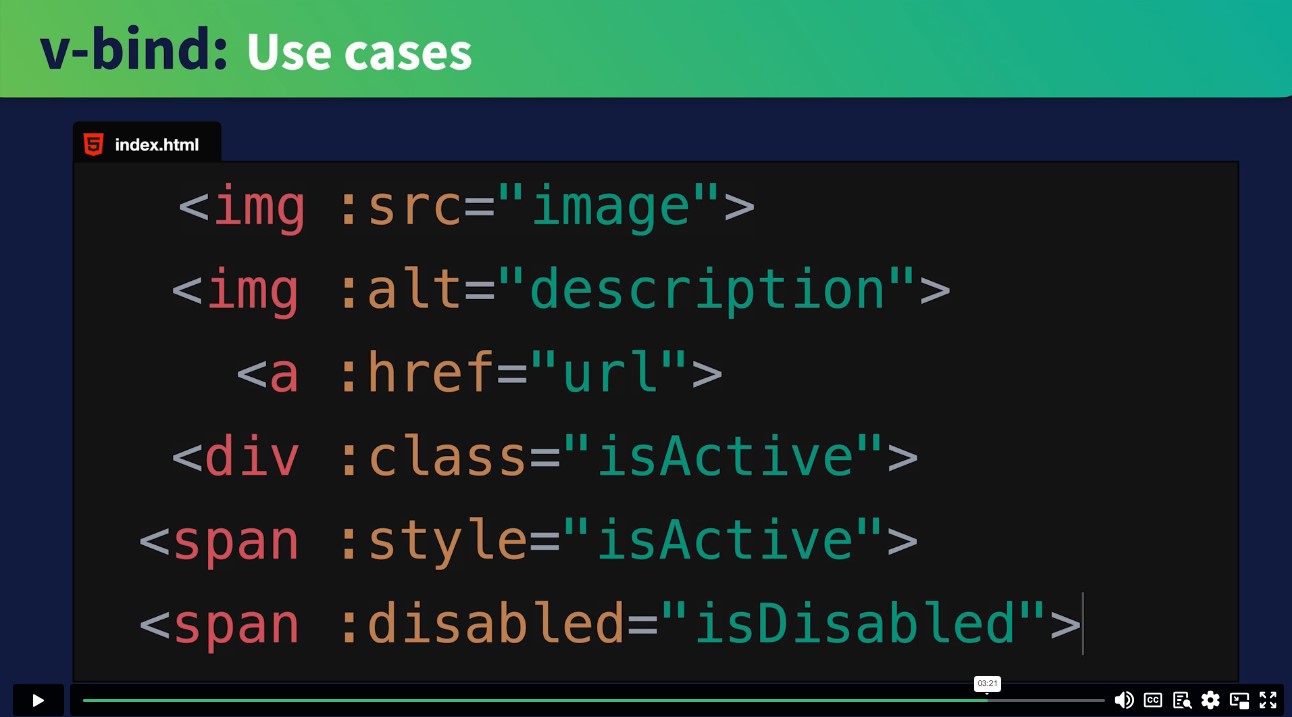 v-bind: Use cases
index.html
<img :src="image">
<img :alt="description">
<a :href="url">
<div :class="isActive">
<span :style="isActive">
<span :disabled="isDisabled">
03:21
CC